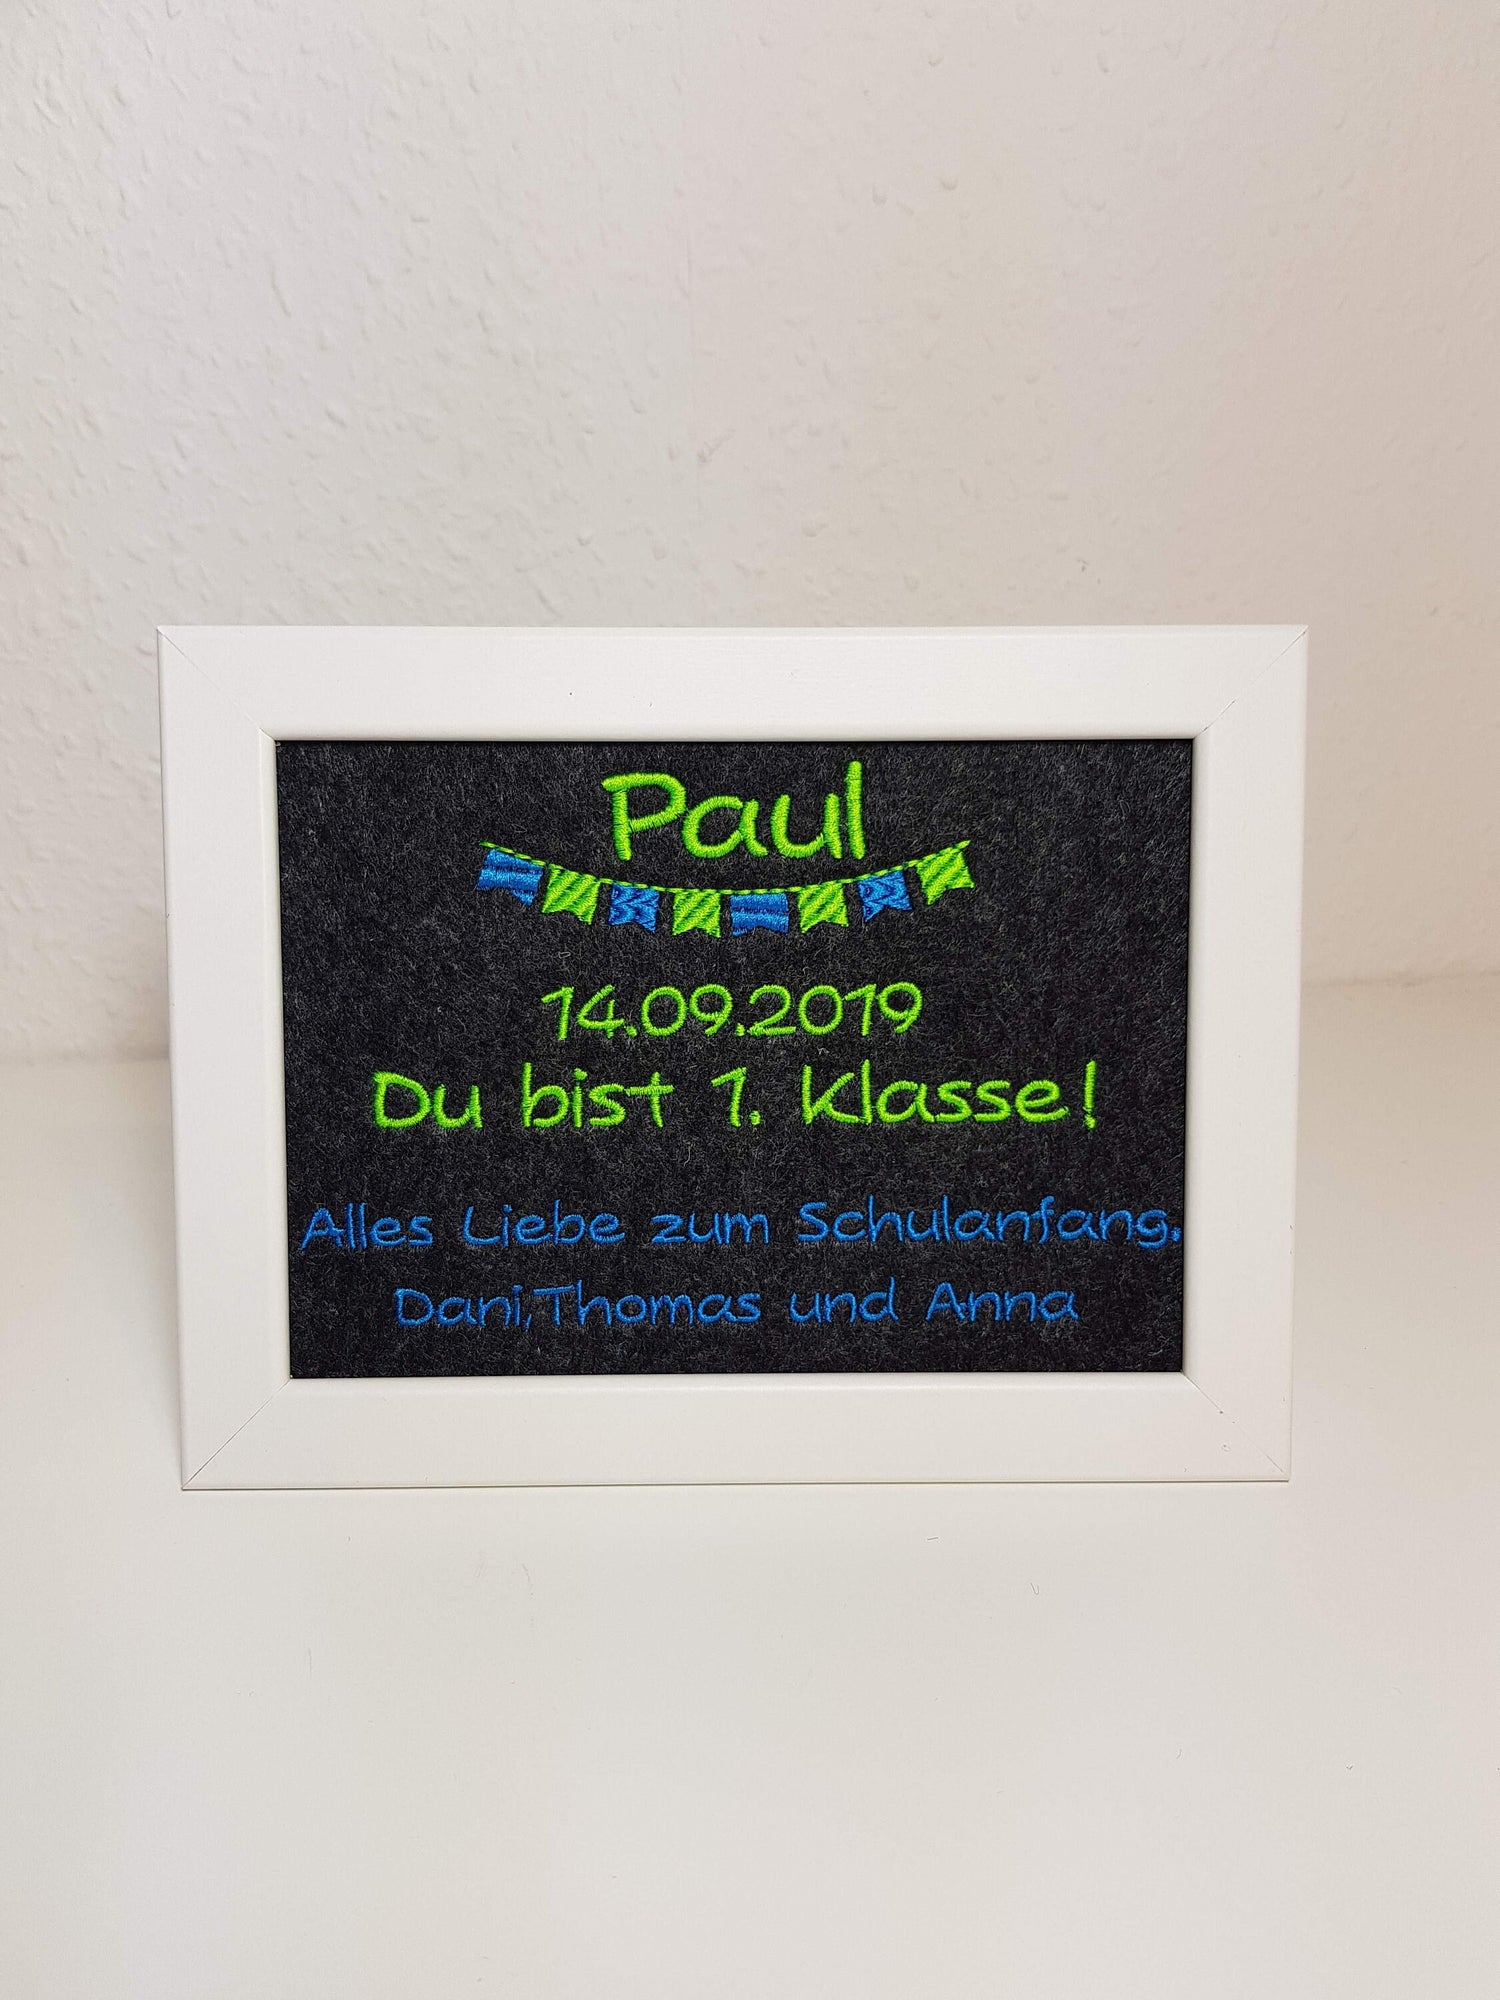 Paul
14.09.2019
Du bist 1. Klasse!
Alles Liebe zum Schulanfang.
Dani,Thomas und Anna